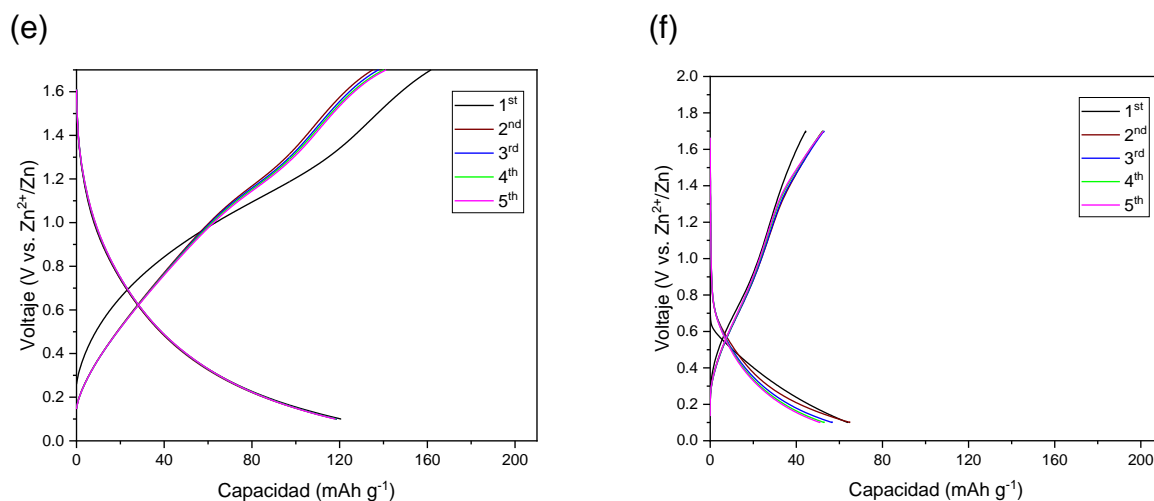 (e)
1.6
1.4
1.2
1.0
0.8
0.6
0.4
0.2
0.0
Voltaje (V vs. Zn²⁺/Zn)
1ˢᵗ
2ⁿᵈ
3ʳᵈ
4ᵗʰ
5ᵗʰ
0 40 80 120 160 200
Capacidad (mAh g⁻¹)
(f)
2.0
1.8
1.6
1.4
1.2
1.0
0.8
0.6
0.4
0.2
0.0
Voltaje (V vs. Zn²⁺/Zn)
1ˢᵗ
2ⁿᵈ
3ʳᵈ
4ᵗʰ
5ᵗʰ
0 40 80 120 160 200
Capacidad (mAh g⁻¹)